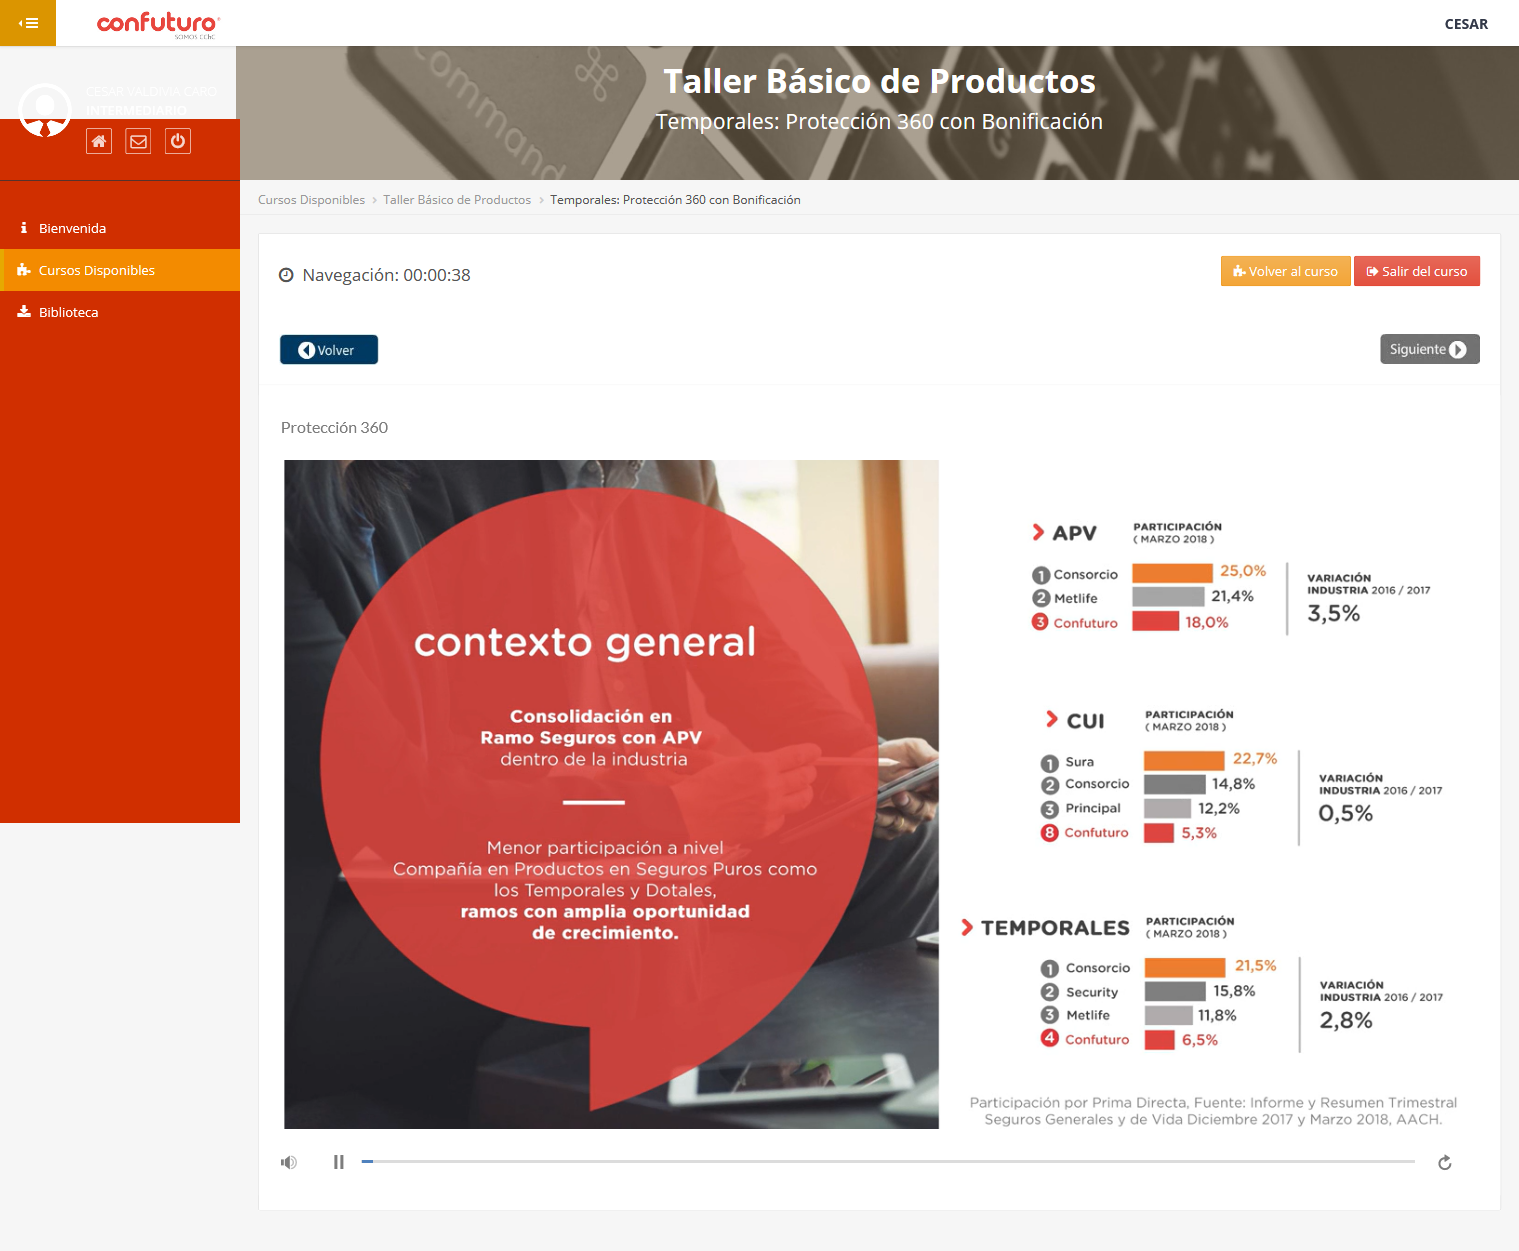 confuturo
SOMOS CChC
CESAR
CESAR VALDIVIA CARO
INTERMEDIARIO
command
Taller Básico de Productos
Temporales: Protección 360 con Bonificación
Cursos Disponibles › Taller Básico de Productos › Temporales: Protección 360 con Bonificación
Bienvenida
Cursos Disponibles
Biblioteca
Navegación: 00:00:38
Volver al curso
Salir del curso
Volver
Siguiente
Protección 360
contexto general
Consolidación en
Ramo Seguros con APV
dentro de la industria
Menor participación a nivel
Compañía en Productos en Seguros Puros como
los Temporales y Dotales,
ramos con amplia oportunidad
de crecimiento.
APV
PARTICIPACIÓN
( MARZO 2018 )
1 Consorcio 25,0%
2 Metlife 21,4%
3 Confuturo 18,0%
VARIACIÓN
INDUSTRIA 2016 / 2017
3,5%
CUI
PARTICIPACIÓN
( MARZO 2018 )
1 Sura 22,7%
2 Consorcio 14,8%
3 Principal 12,2%
8 Confuturo 5,3%
VARIACIÓN
INDUSTRIA 2016 / 2017
0,5%
TEMPORALES
PARTICIPACIÓN
( MARZO 2018 )
1 Consorcio 21,5%
2 Security 15,8%
3 Metlife 11,8%
4 Confuturo 6,5%
VARIACIÓN
INDUSTRIA 2016 / 2017
2,8%
Participación por Prima Directa, Fuente: Informe y Resumen Trimestral
Seguros Generales y de Vida Diciembre 2017 y Marzo 2018, AACH.